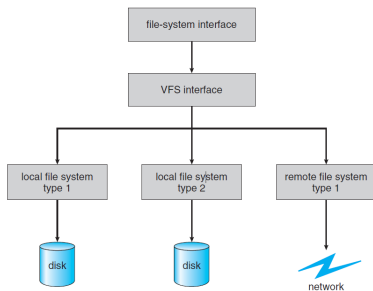 file-system interface
VFS interface
local file system
type 1
local file system
type 2
remote file system
type 1
disk
disk
network